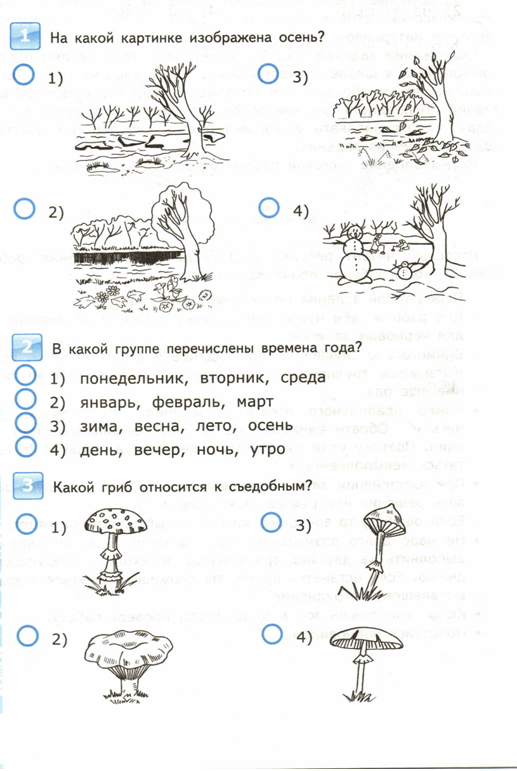 1 На какой картинке изображена осень?
1)
3)
2)
4)
2 В какой группе перечислены времена года?
1) понедельник, вторник, среда
2) январь, февраль, март
3) зима, весна, лето, осень
4) день, вечер, ночь, утро
3 Какой гриб относится к съедобным?
1)
3)
2)
4)